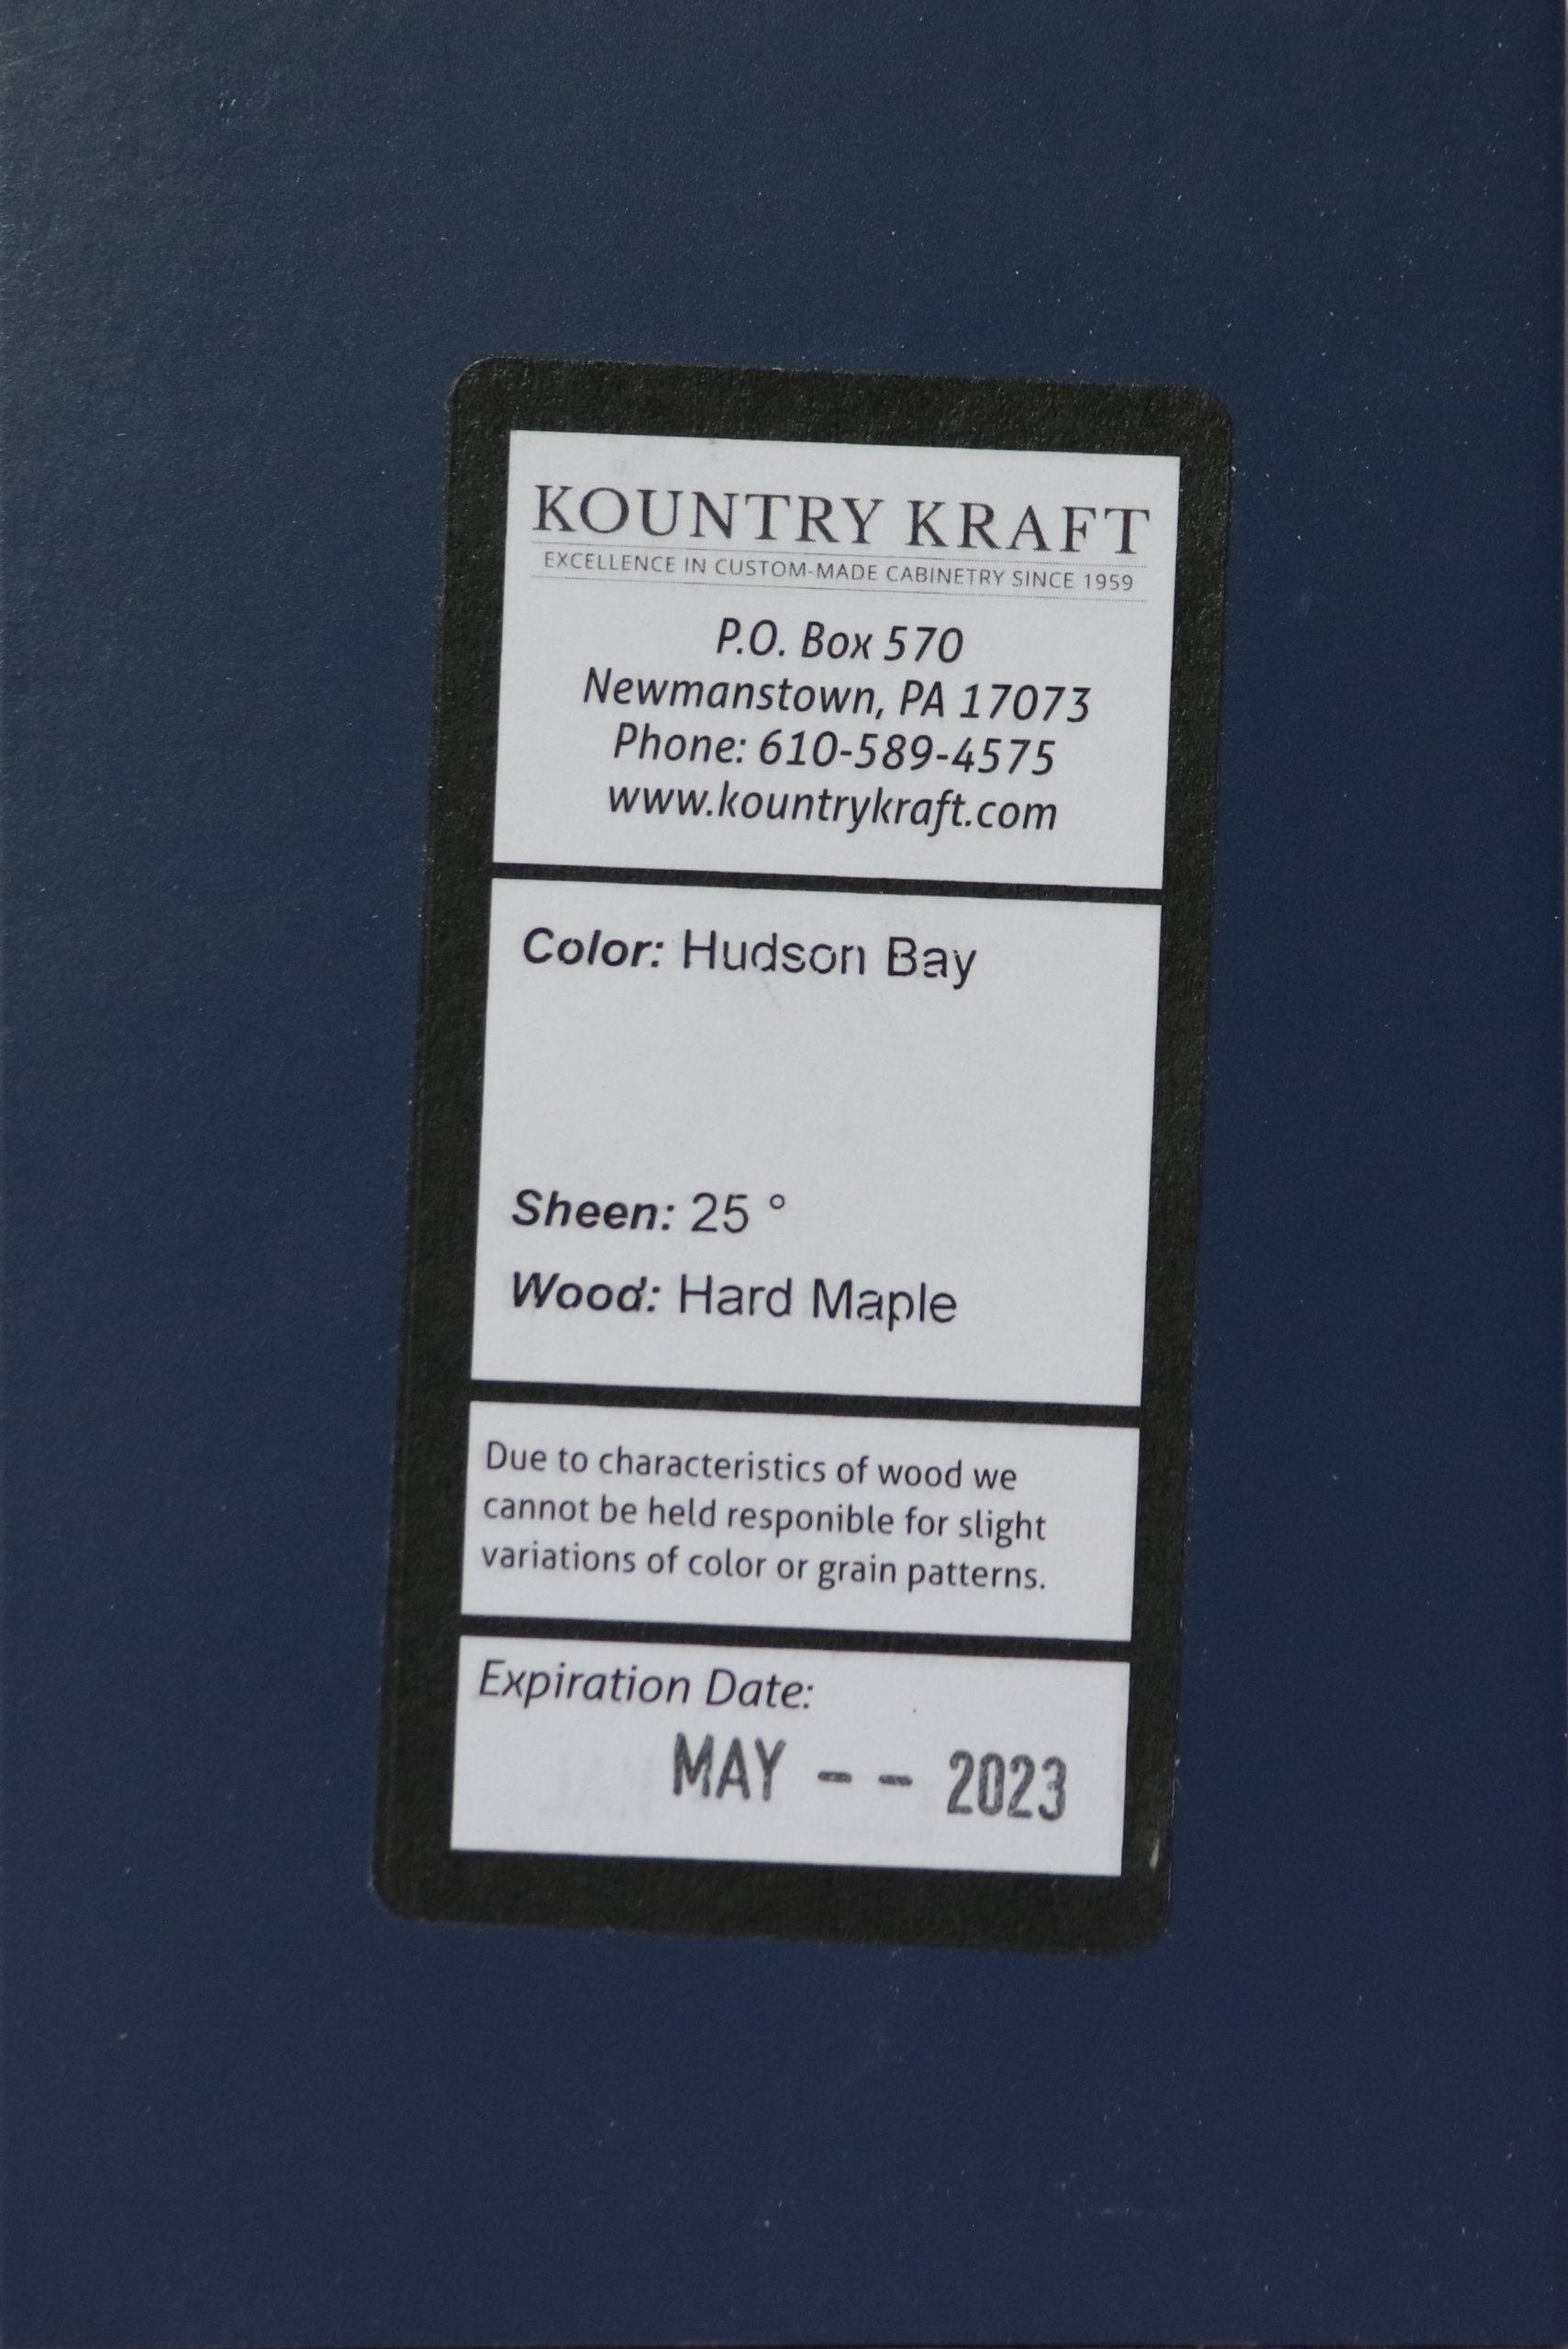 KOUNTRY KRAFT
EXCELLENCE IN CUSTOM-MADE CABINETRY SINCE 1959
P.O. Box 570
Newmanstown, PA 17073
Phone: 610-589-4575
www.kountrykraft.com
Color: Hudson Bay
Sheen: 25 °
Wood: Hard Maple
Due to characteristics of wood we
cannot be held responible for slight
variations of color or grain patterns.
Expiration Date:
MAY -- 2023